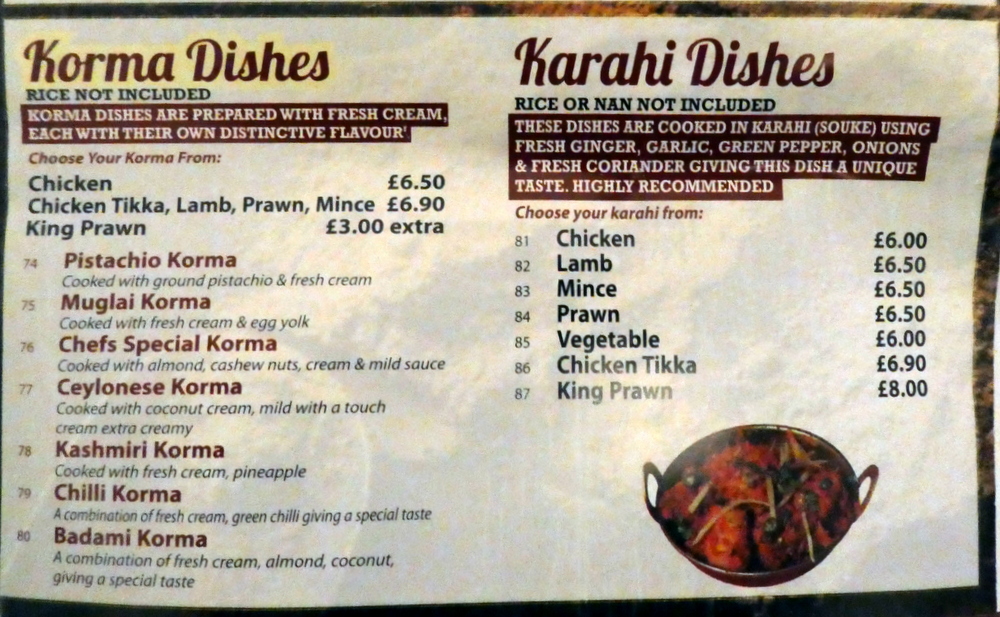 Korma Dishes
RICE NOT INCLUDED
KORMA DISHES ARE PREPARED WITH FRESH CREAM,
EACH WITH THEIR OWN DISTINCTIVE FLAVOUR'
Choose Your Korma From:
Chicken £6.50
Chicken Tikka, Lamb, Prawn, Mince £6.90
King Prawn £3.00 extra
74 Pistachio Korma
Cooked with ground pistachio & fresh cream
75 Muglai Korma
Cooked with fresh cream & egg yolk
76 Chefs Special Korma
Cooked with almond, cashew nuts, cream & mild sauce
77 Ceylonese Korma
Cooked with coconut cream, mild with a touch
cream extra creamy
78 Kashmiri Korma
Cooked with fresh cream, pineapple
79 Chilli Korma
A combination of fresh cream, green chilli giving a special taste
80 Badami Korma
A combination of fresh cream, almond, coconut,
giving a special taste
Karahi Dishes
RICE OR NAN NOT INCLUDED
THESE DISHES ARE COOKED IN KARAHI (SOUKE) USING
FRESH GINGER, GARLIC, GREEN PEPPER, ONIONS
& FRESH CORIANDER GIVING THIS DISH A UNIQUE
TASTE. HIGHLY RECOMMENDED
Choose your karahi from:
81 Chicken £6.00
82 Lamb £6.50
83 Mince £6.50
84 Prawn £6.50
85 Vegetable £6.00
86 Chicken Tikka £6.90
87 King Prawn £8.00